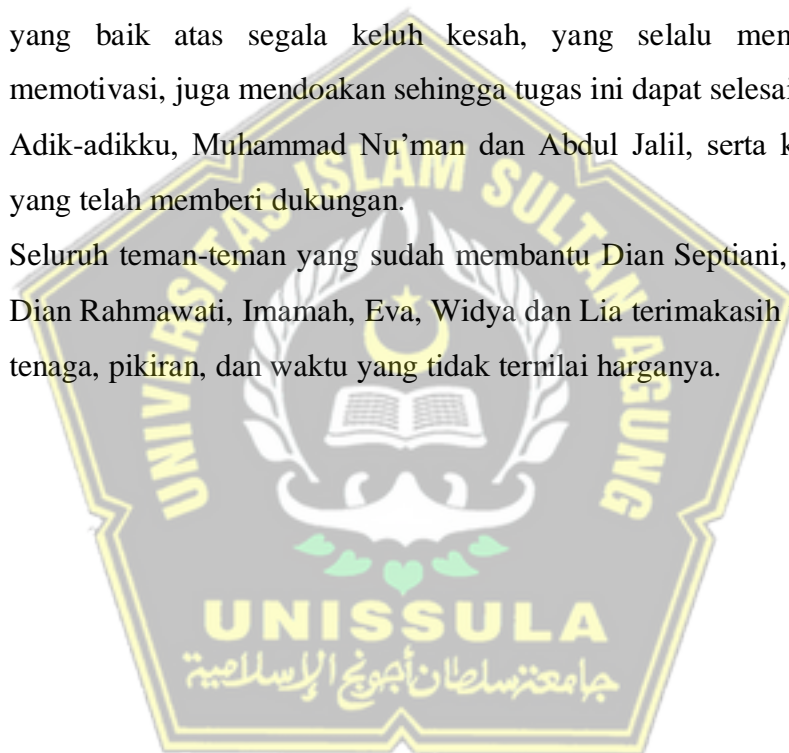 yang baik atas segala keluh kesah, yang selalu men
memotivasi, juga mendoakan sehingga tugas ini dapat selesai
Adik-adikku, Muhammad Nu’man dan Abdul Jalil, serta k
yang telah memberi dukungan.
Seluruh teman-teman yang sudah membantu Dian Septiani,
Dian Rahmawati, Imamah, Eva, Widya dan Lia terimakasih
tenaga, pikiran, dan waktu yang tidak ternilai harganya.
UNIVERSITAS ISLAM SULTAN AGUNG
UNISSULA
جامعة سلطان أجونج الإسلامية